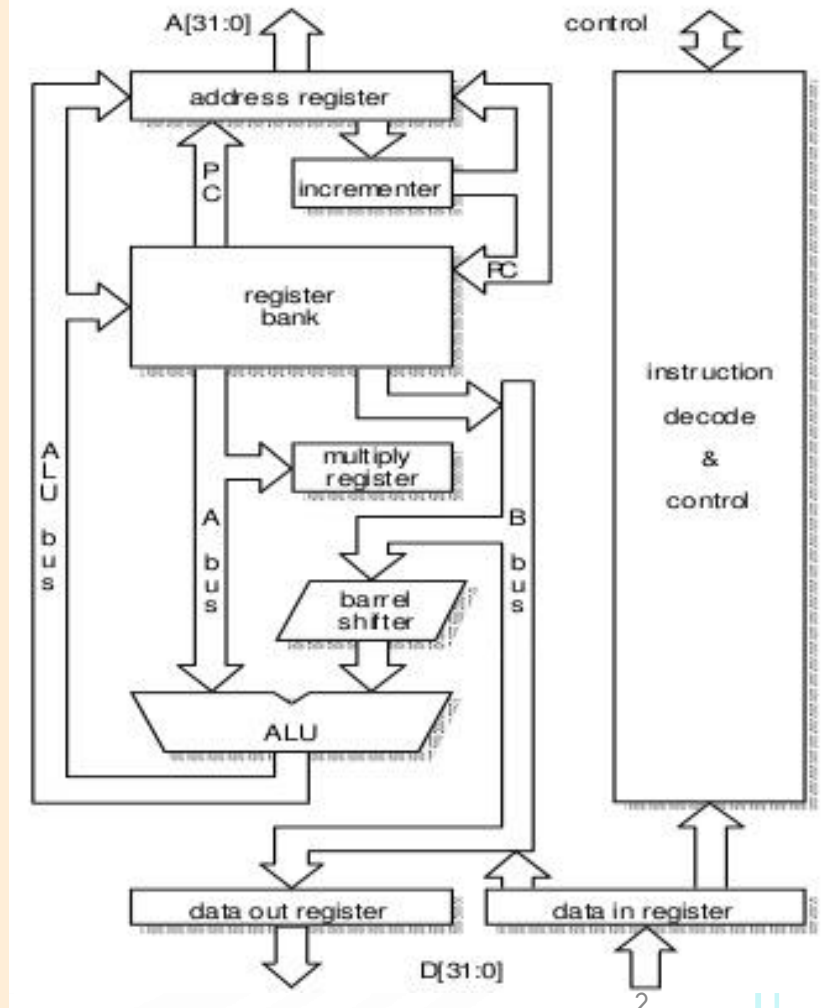 A[31:0]
control
address register
P
C
incrementer
PC
register
bank
instruction
decode
&
control
multiply
register
A
L
U
b
u
s
A
b
u
s
B
b
u
s
barrel
shifter
ALU
data out register
data in register
D[31:0]
2